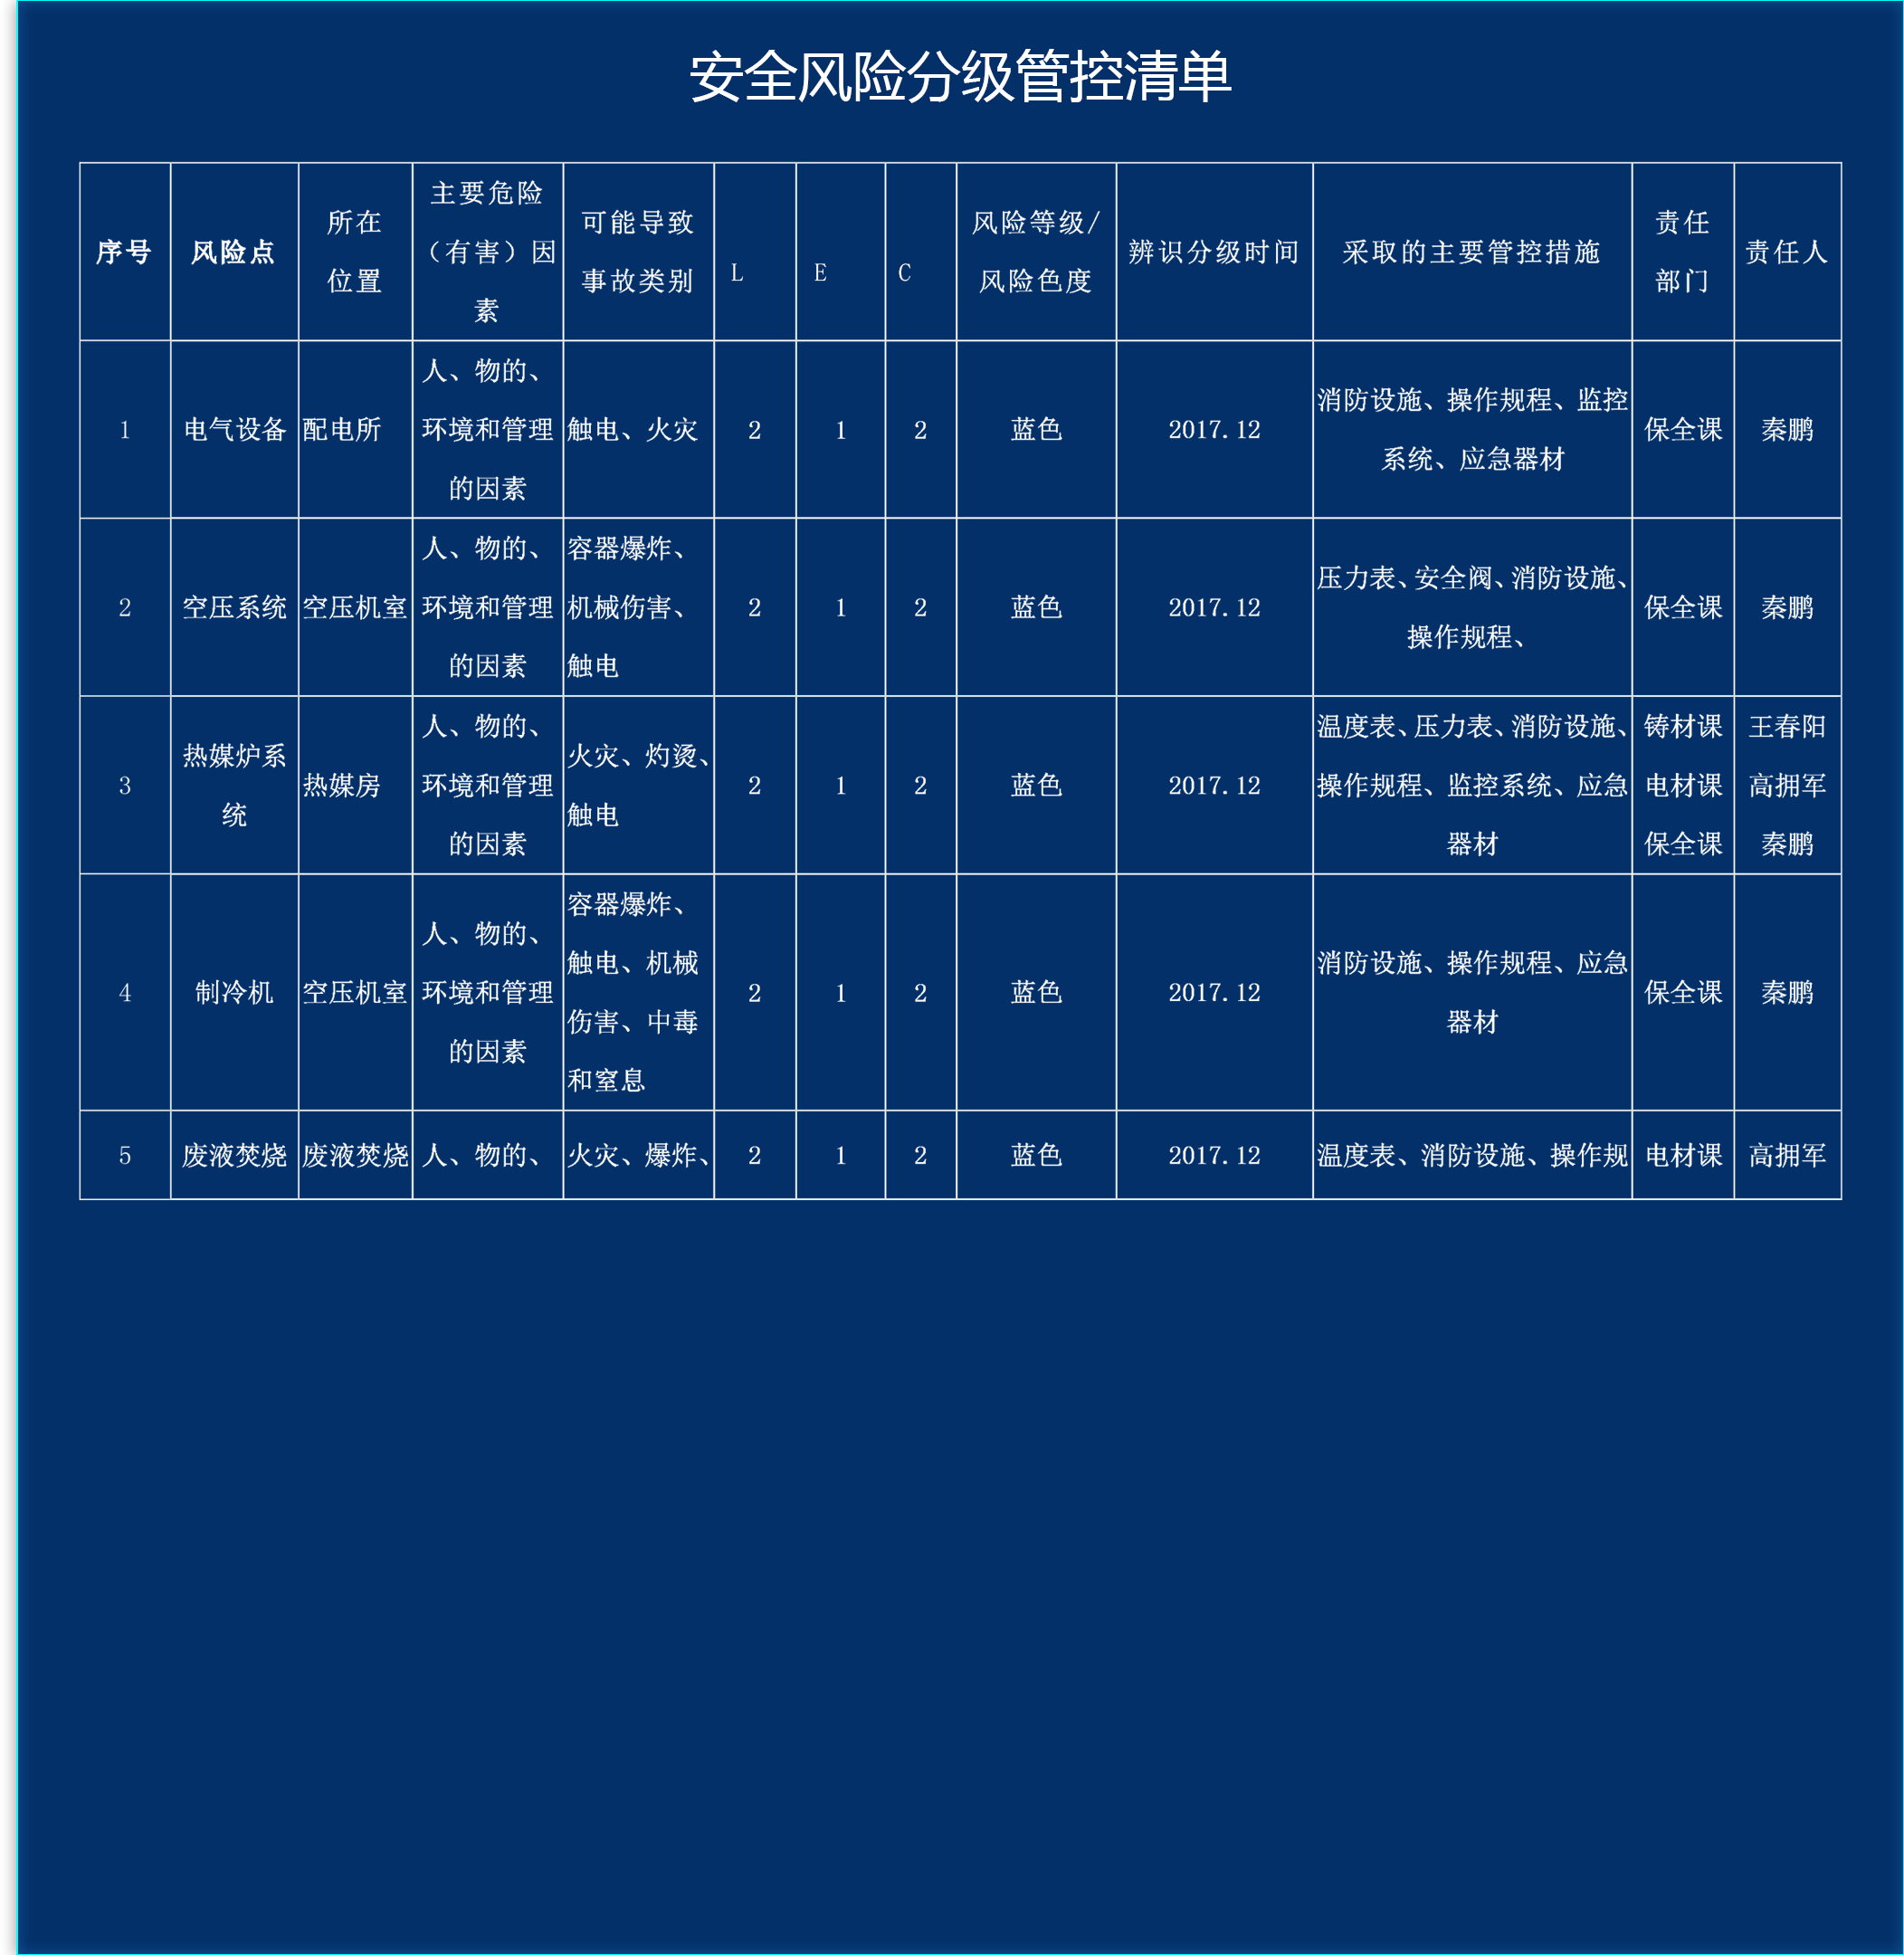 安全风险分级管控清单
序号
风险点
所在
位置
主要危险
（有害）因
素
可能导致
事故类别
L
E
C
风险等级/
风险色度
辨识分级时间
采取的主要管控措施
责任
部门
责任人
1
电气设备
配电所
人、物的、
环境和管理
的因素
触电、火灾
2
1
2
蓝色
2017.12
消防设施、操作规程、监控
系统、应急器材
保全课
秦鹏
2
空压系统
空压机室
人、物的、
环境和管理
的因素
容器爆炸、
机械伤害、
触电
2
1
2
蓝色
2017.12
压力表、安全阀、消防设施、
操作规程、
保全课
秦鹏
3
热媒炉系
统
热媒房
人、物的、
环境和管理
的因素
火灾、灼烫、
触电
2
1
2
蓝色
2017.12
温度表、压力表、消防设施、
操作规程、监控系统、应急
器材
铸材课
电材课
保全课
王春阳
高拥军
秦鹏
4
制冷机
空压机室
人、物的、
环境和管理
的因素
容器爆炸、
触电、机械
伤害、中毒
和窒息
2
1
2
蓝色
2017.12
消防设施、操作规程、应急
器材
保全课
秦鹏
5
废液焚烧
废液焚烧
人、物的、
火灾、爆炸、
2
1
2
蓝色
2017.12
温度表、消防设施、操作规
电材课
高拥军